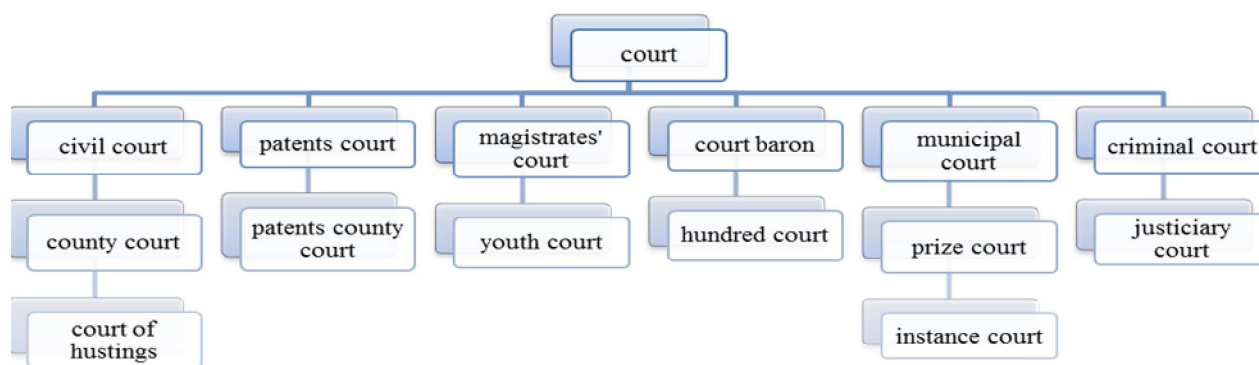 court
civil court
patents court
magistrates'
court
court baron
municipal
court
criminal court
county court
patents county
court
youth court
hundred court
prize court
justiciary
court
court of
hustings
instance court